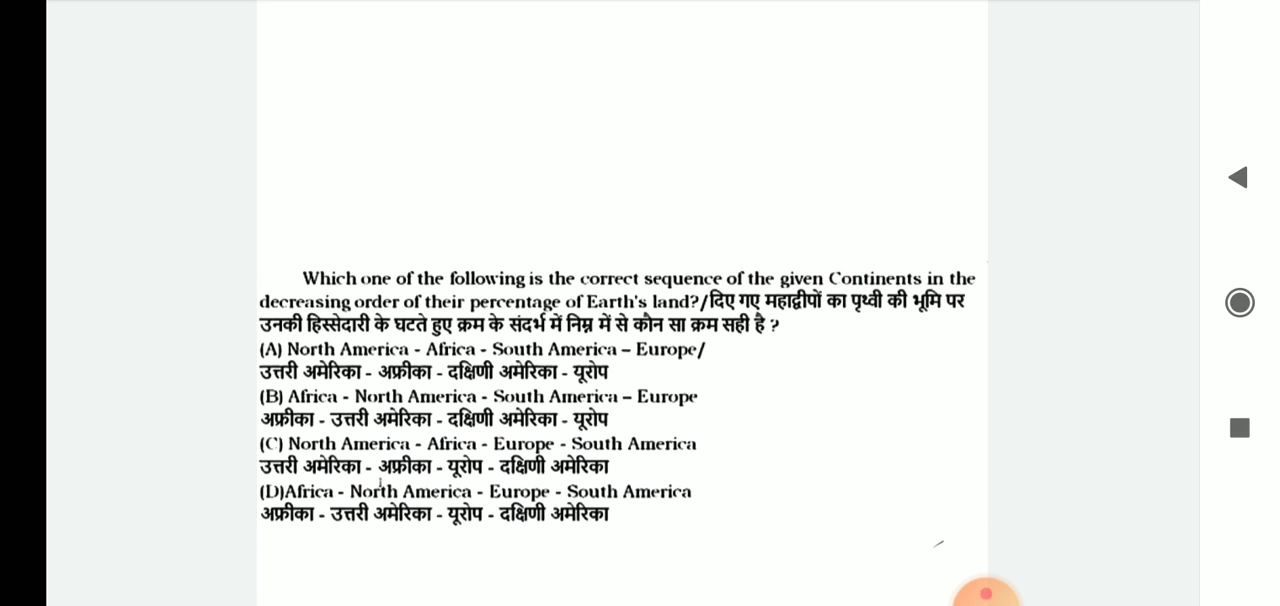 Which one of the following is the correct sequence of the given Continents in the
decreasing order of their percentage of Earth's land?/दिए गए महाद्वीपों का पृथ्वी की भूमि पर
उनकी हिस्सेदारी के घटते हुए क्रम के संदर्भ में निम्न में से कौन सा क्रम सही है ?
(A) North America - Africa - South America – Europe/
उत्तरी अमेरिका - अफ्रीका - दक्षिणी अमेरिका - यूरोप
(B) Africa - North America - South America – Europe
अफ्रीका - उत्तरी अमेरिका - दक्षिणी अमेरिका - यूरोप
(C) North America - Africa - Europe - South America
उत्तरी अमेरिका - अफ्रीका - यूरोप - दक्षिणी अमेरिका
(D)Africa - North America - Europe - South America
अफ्रीका - उत्तरी अमेरिका - यूरोप - दक्षिणी अमेरिका